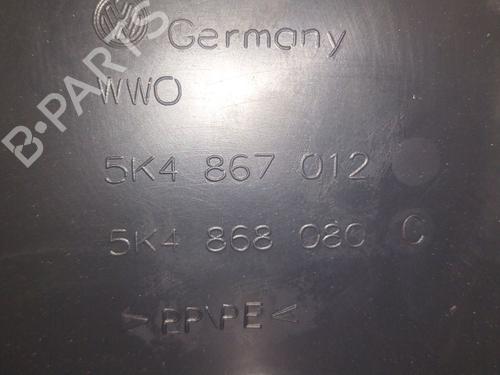 Germany
WWO
5K4 867 012
5K4 868 080 C
>PP\PE<
B-PARTS